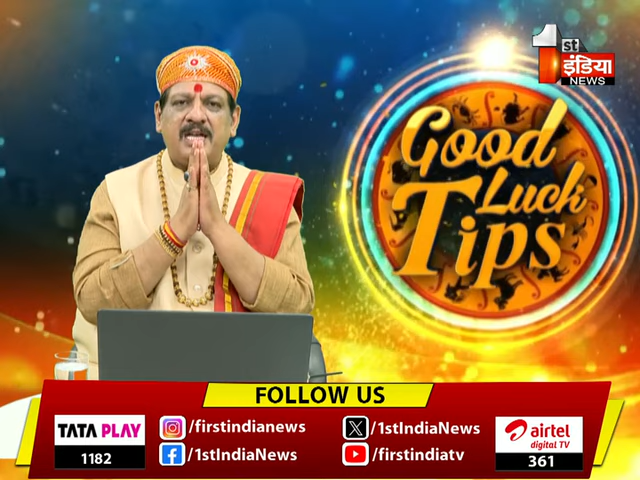 1st
इंडिया
NEWS
Good
Luck
Tips
FOLLOW US
TATA PLAY
1182
/firstindianews
/1stIndiaNews
/1stIndiaNews
/firstindiatv
airtel
digital TV
361